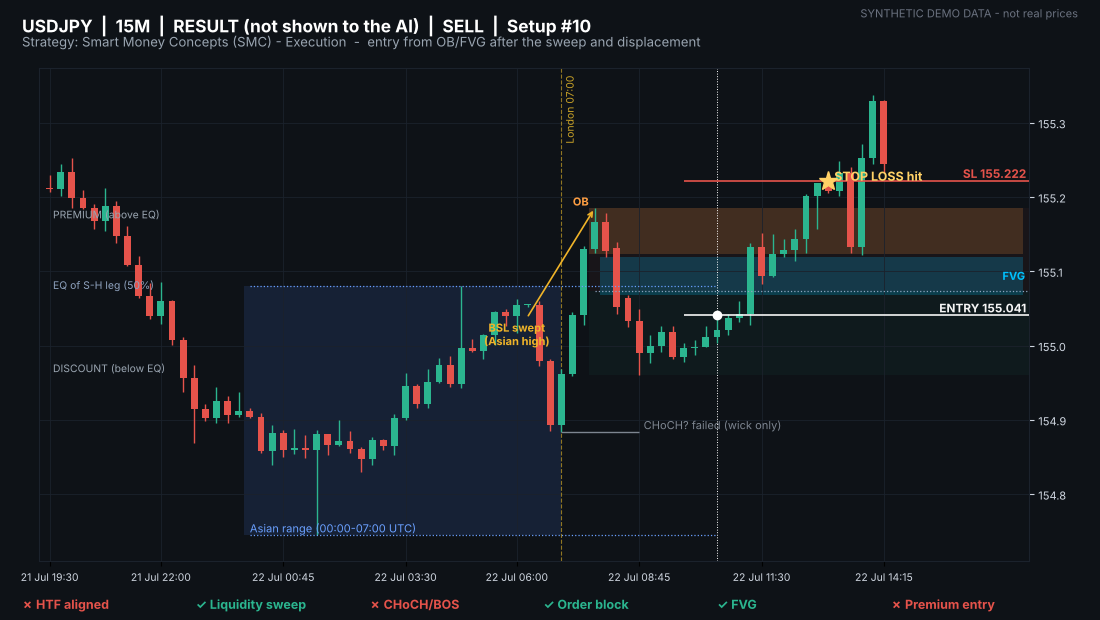 SYNTHETIC DEMO DATA - not real prices
USDJPY | 15M | RESULT (not shown to the AI) | SELL | Setup #10
Strategy: Smart Money Concepts (SMC) - Execution - entry from OB/FVG after the sweep and displacement
London 07:00
155.3
STOP LOSS hit
SL 155.222
OB
155.2
PREMIUM (above EQ)
155.1
FVG
EQ of S-H leg (50%)
ENTRY 155.041
BSL swept
(Asian high)
155.0
DISCOUNT (below EQ)
154.9
CHoCH? failed (wick only)
154.8
Asian range (00:00-07:00 UTC)
21 Jul 19:30
21 Jul 22:00
22 Jul 00:45
22 Jul 03:30
22 Jul 06:00
22 Jul 08:45
22 Jul 11:30
22 Jul 14:15
× HTF aligned
✓ Liquidity sweep
× CHoCH/BOS
✓ Order block
✓ FVG
× Premium entry